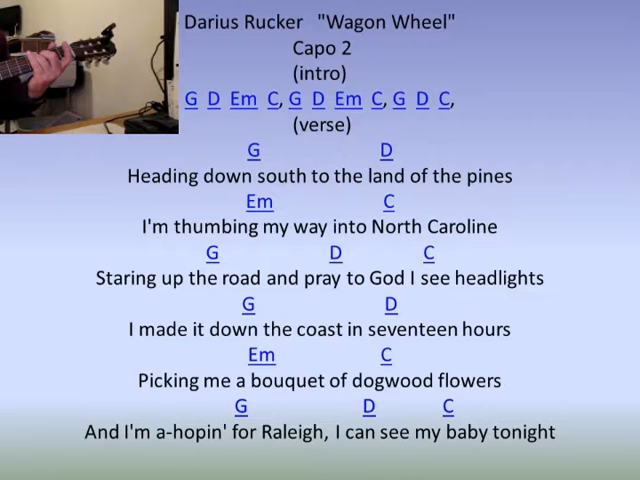 Darius Rucker "Wagon Wheel"
Capo 2
(intro)
G D Em C, G D Em C, G D C,
(verse)
G D
Heading down south to the land of the pines
Em C
I'm thumbing my way into North Caroline
G D C
Staring up the road and pray to God I see headlights
G D
I made it down the coast in seventeen hours
Em C
Picking me a bouquet of dogwood flowers
G D C
And I'm a-hopin' for Raleigh, I can see my baby tonight